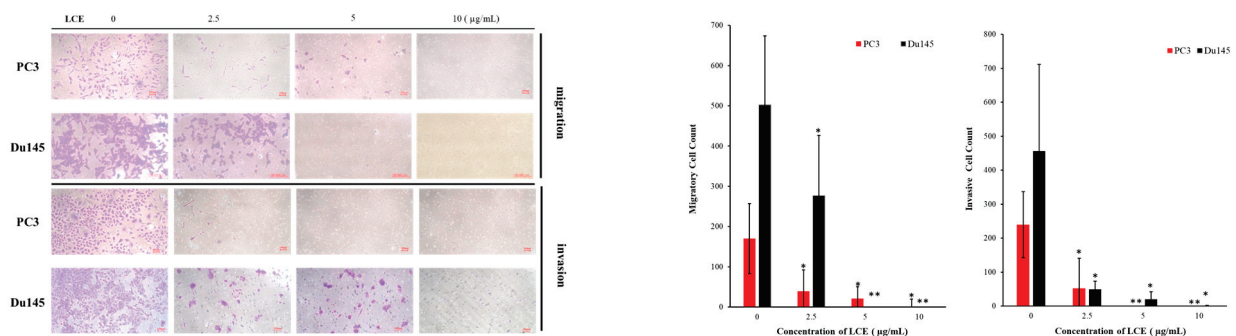 LCE 0 2.5 5 10 ( μg/mL)
PC3
Du145
migration
PC3
Du145
invasion
Migratory Cell Count
700
600
500
400
300
200
100
0
PC3 Du145
*
* * ** * **
0 2.5 5 10
Concentration of LCE ( μg/mL)
Invasive Cell Count
800
700
600
500
400
300
200
100
0
PC3 Du145
* * ** * ** *
0 2.5 5 10
Concentration of LCE ( μg/mL)